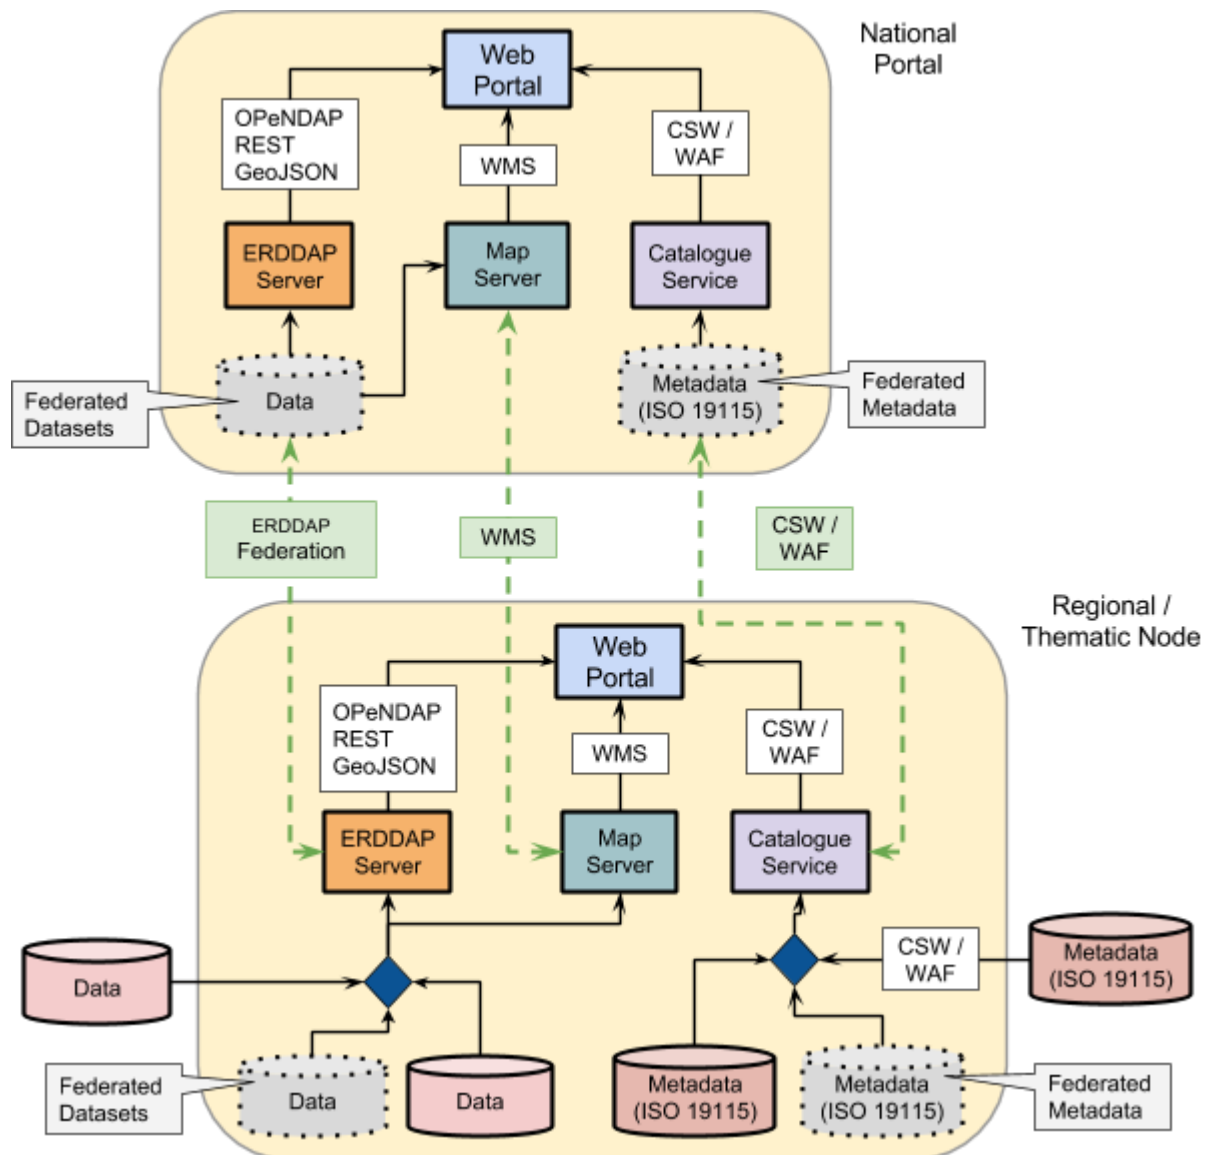 National
Portal
Web
Portal
OPeNDAP
REST
GeoJSON
WMS
CSW /
WAF
ERDDAP
Server
Map
Server
Catalogue
Service
Federated
Datasets
Data
Metadata
(ISO 19115)
Federated
Metadata
ERDDAP
Federation
WMS
CSW /
WAF
Regional /
Thematic Node
Web
Portal
OPeNDAP
REST
GeoJSON
WMS
CSW /
WAF
ERDDAP
Server
Map
Server
Catalogue
Service
Data
CSW /
WAF
Metadata
(ISO 19115)
Federated
Datasets
Data
Data
Metadata
(ISO 19115)
Metadata
(ISO 19115)
Federated
Metadata